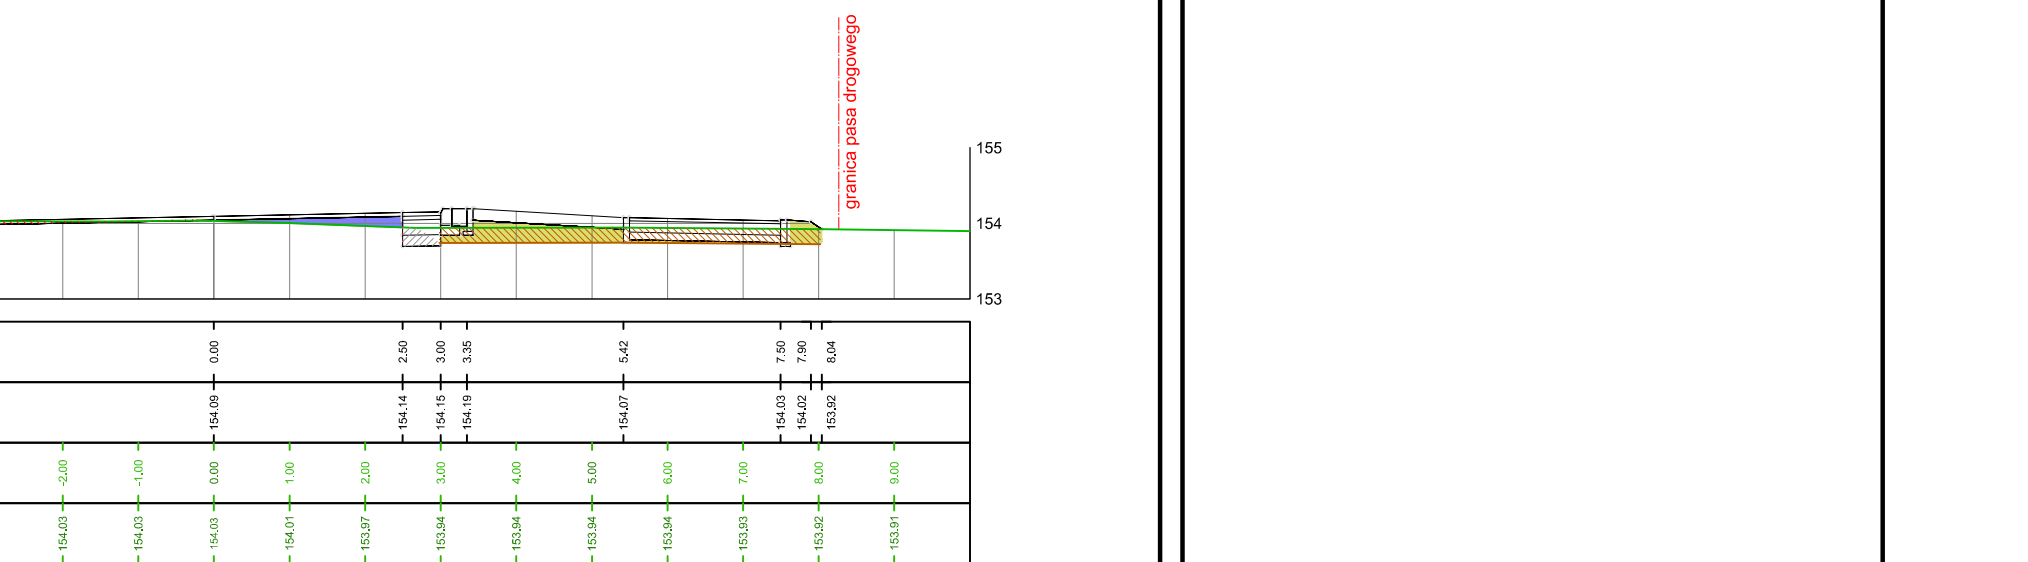 granica pasa drogowego
155
154
153
0.00 2.50 3.00 3.35 5.42 7.50 7.90 8.04
154.09 154.14 154.15 154.19 154.07 154.03 154.02 153.92
-2.00 -1.00 0.00 1.00 2.00 3.00 4.00 5.00 6.00 7.00 8.00 9.00
154.03 154.03 154.03 154.01 153.97 153.94 153.94 153.94 153.94 153.93 153.92 153.91